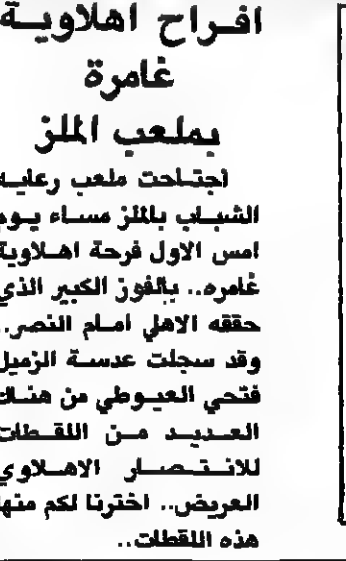 افراح اهلاوية
غامرة
بملعب الملز
اجتاحت ملعب رعاية
الشباب بالملز مساء يوم
امس الاول فرحة اهلاوية
غامره.. بالفوز الكبير الذي
حققه الاهلي امام النصر..
وقد سجلت عدسة الزميل
فتحي العيوطي من هناك
العديد من اللقطات
للانتصار الاهلاوي
العريض.. اخترنا لكم منها
هذه اللقطات..